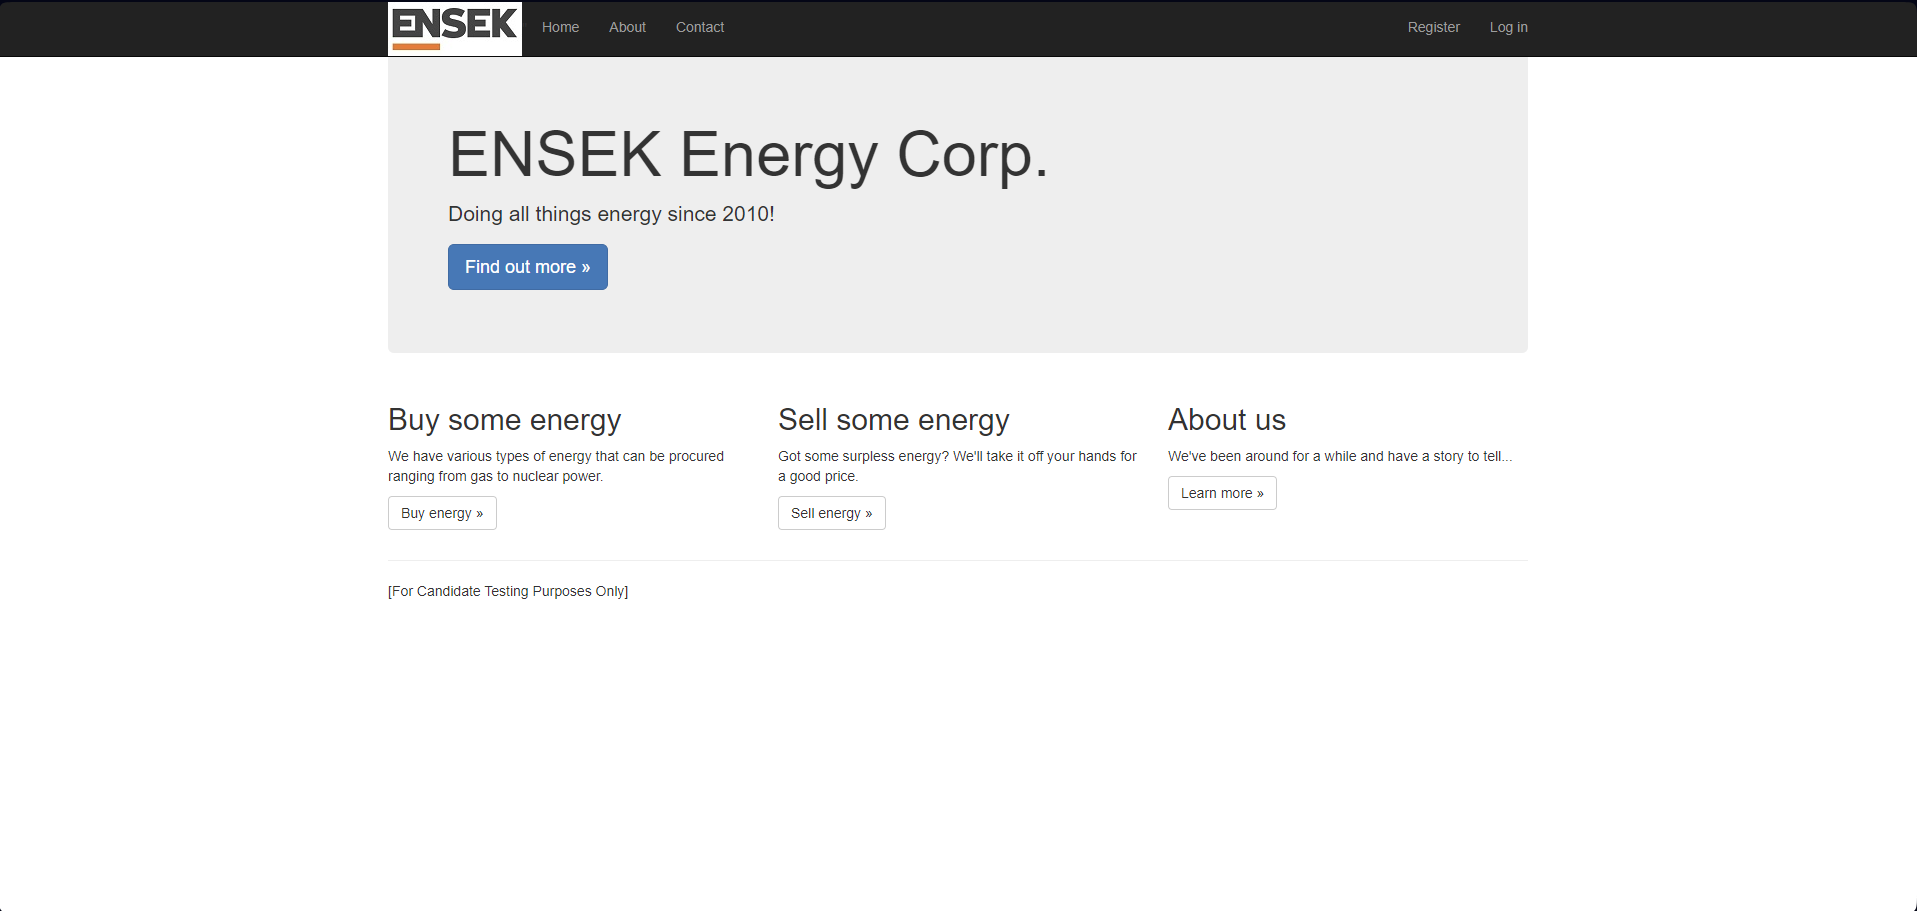 ENSEK Home About Contact Register Log in
ENSEK Energy Corp.
Doing all things energy since 2010!
Find out more »
Buy some energy
We have various types of energy that can be procured
ranging from gas to nuclear power.
Buy energy »
Sell some energy
Got some surpless energy? We'll take it off your hands for
a good price.
Sell energy »
About us
We've been around for a while and have a story to tell...
Learn more »
[For Candidate Testing Purposes Only]